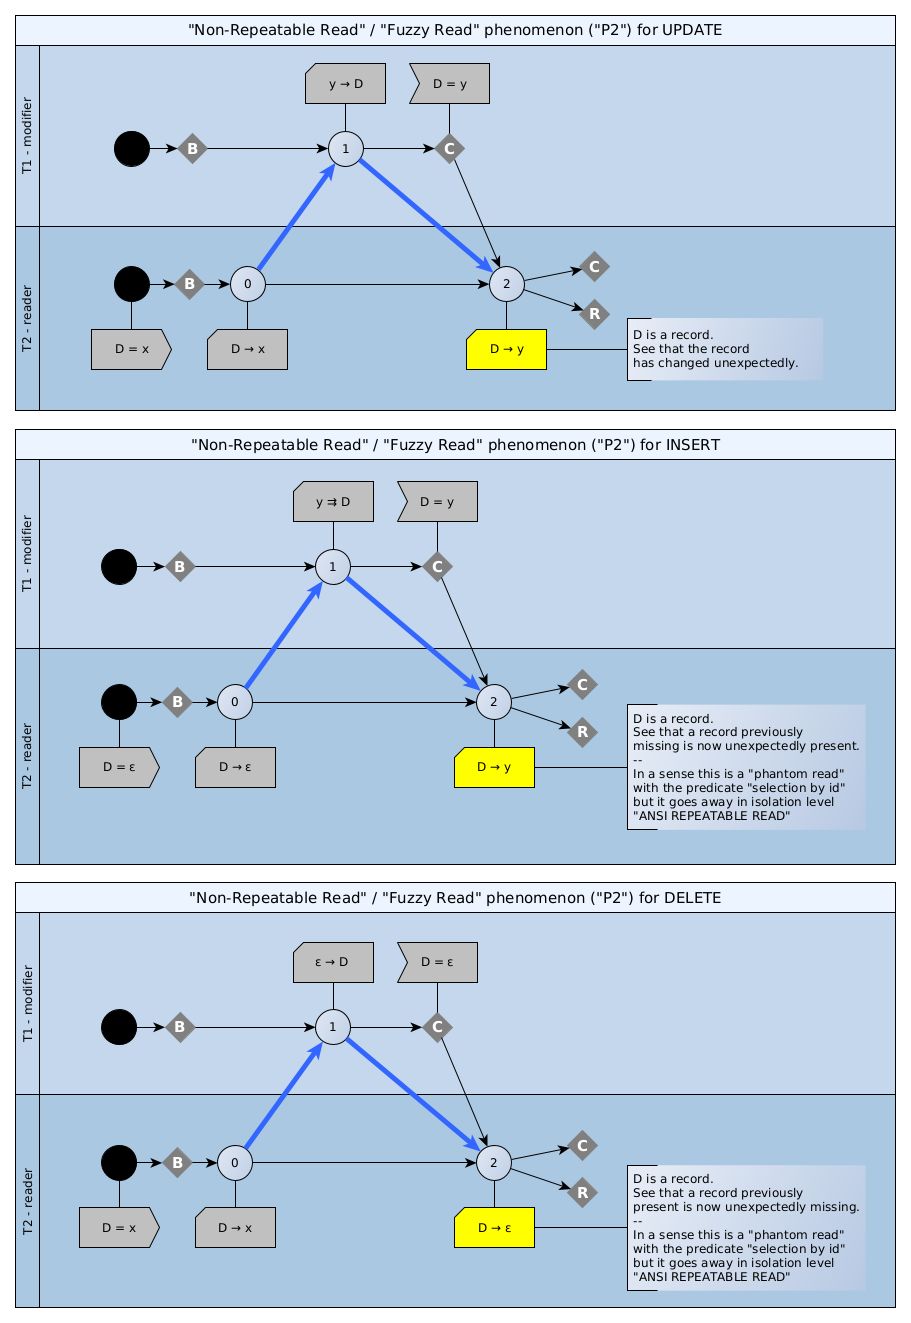 "Non-Repeatable Read" / "Fuzzy Read" phenomenon ("P2") for UPDATE
T1 - modifier
y → D
D = y
B
1
C
T2 - reader
B
0
2
C
R
D = x
D → x
D → y
D is a record.
See that the record
has changed unexpectedly.
"Non-Repeatable Read" / "Fuzzy Read" phenomenon ("P2") for INSERT
T1 - modifier
y ⇉ D
D = y
B
1
C
T2 - reader
B
0
2
C
R
D = ε
D → ε
D → y
D is a record.
See that a record previously
missing is now unexpectedly present.
--
In a sense this is a "phantom read"
with the predicate "selection by id"
but it goes away in isolation level
"ANSI REPEATABLE READ"
"Non-Repeatable Read" / "Fuzzy Read" phenomenon ("P2") for DELETE
T1 - modifier
ε → D
D = ε
B
1
C
T2 - reader
B
0
2
C
R
D = x
D → x
D → ε
D is a record.
See that a record previously
present is now unexpectedly missing.
--
In a sense this is a "phantom read"
with the predicate "selection by id"
but it goes away in isolation level
"ANSI REPEATABLE READ"